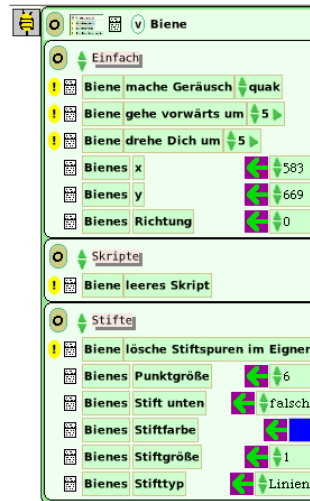 v Biene
Einfach
! Biene mache Geräusch quak
! Biene gehe vorwärts um 5
! Biene drehe Dich um 5
Bienes x 583
Bienes y 669
Bienes Richtung 0
Skripte
! Biene leeres Skript
Stifte
! Biene lösche Stiftspuren im Eigner
Bienes Punktgröße 6
Bienes Stift unten falsch
Bienes Stiftfarbe
Bienes Stiftgröße 1
Bienes Stifttyp Linien